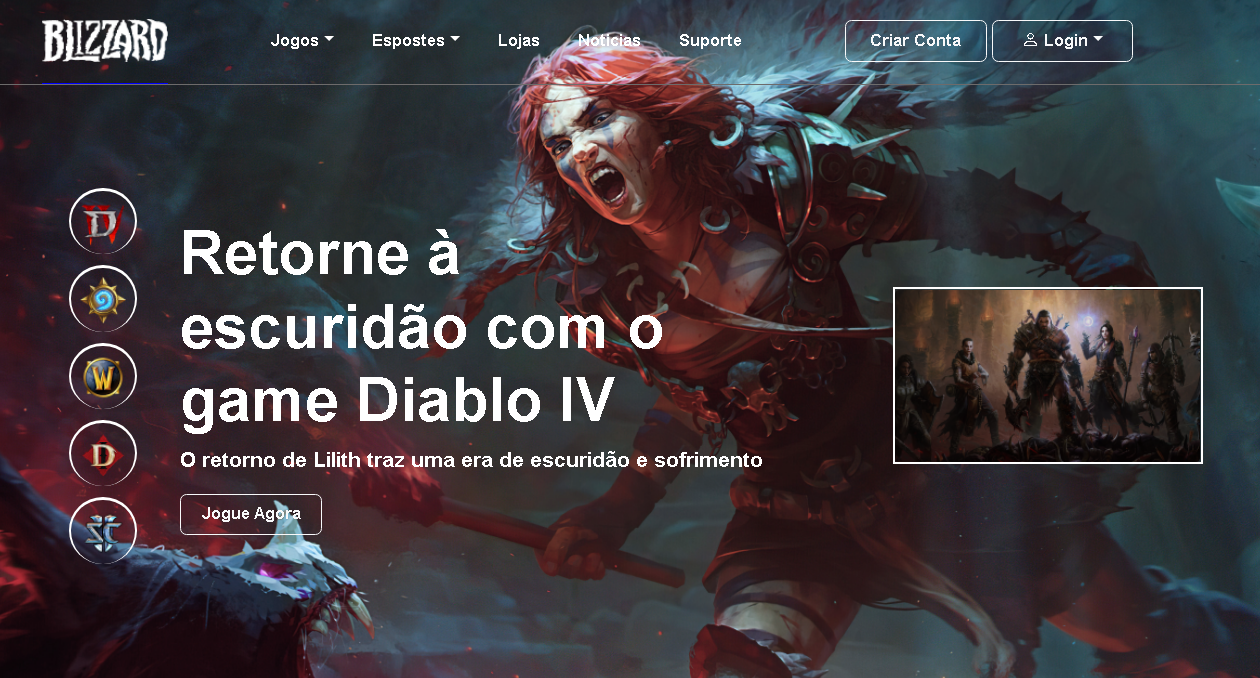 BLIZZARD
Jogos Espostes Lojas Notícias Suporte Criar Conta Login
Retorne à
escuridão com o
game Diablo IV
O retorno de Lilith traz uma era de escuridão e sofrimento
Jogue Agora
D
W
D
SC